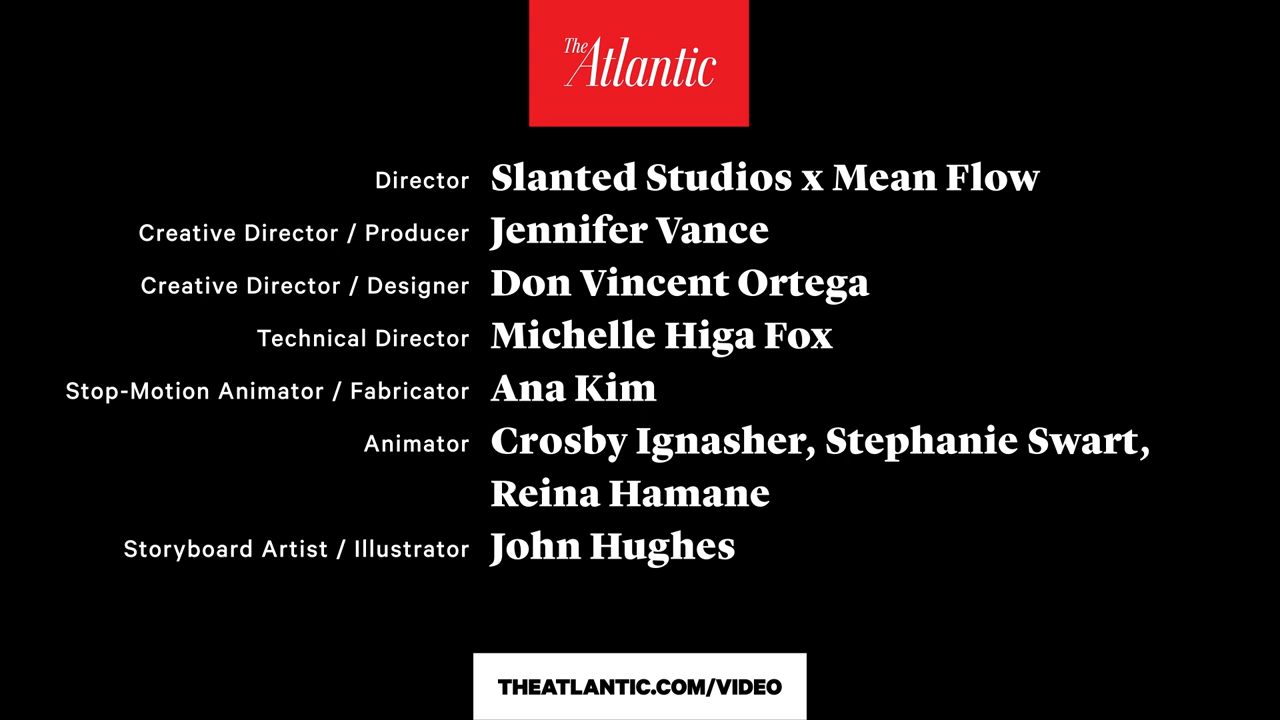 The Atlantic
Director Slanted Studios x Mean Flow
Creative Director / Producer Jennifer Vance
Creative Director / Designer Don Vincent Ortega
Technical Director Michelle Higa Fox
Stop-Motion Animator / Fabricator Ana Kim
Animator Crosby Ignasher, Stephanie Swart,
Reina Hamane
Storyboard Artist / Illustrator John Hughes
THEATLANTIC.COM/VIDEO